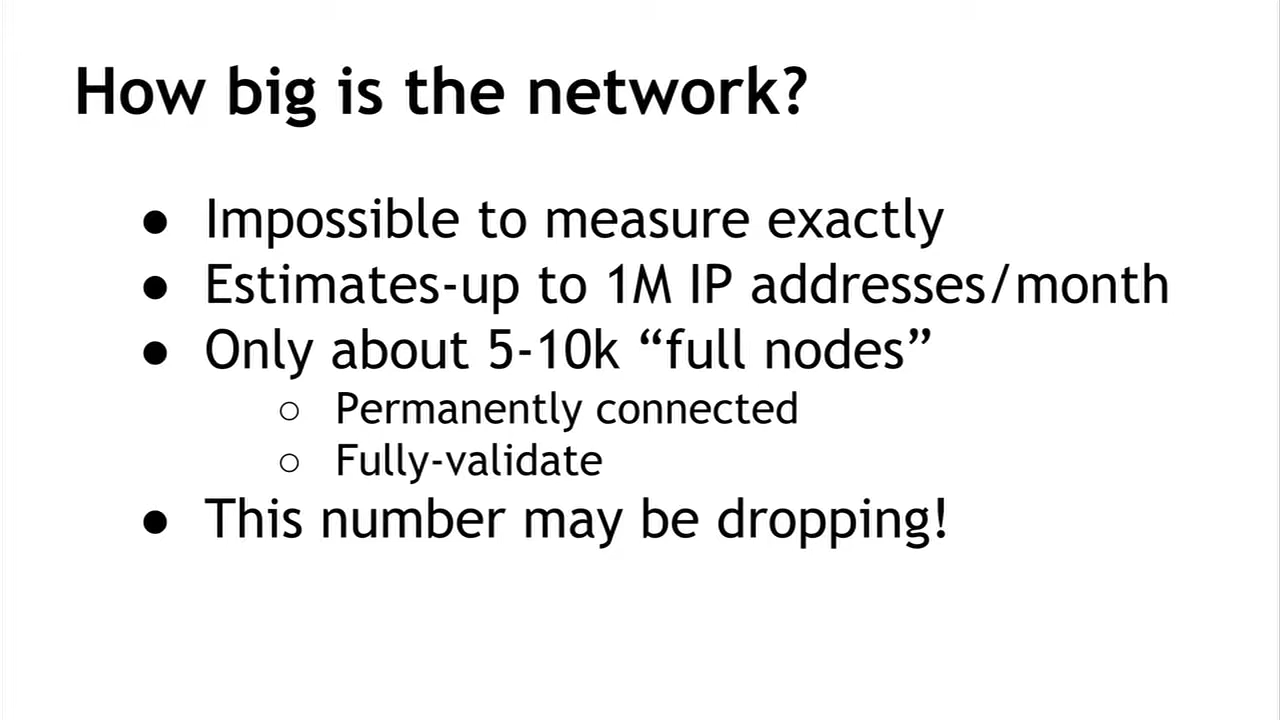 How big is the network?
● Impossible to measure exactly
● Estimates-up to 1M IP addresses/month
● Only about 5-10k “full nodes”
○ Permanently connected
○ Fully-validate
● This number may be dropping!